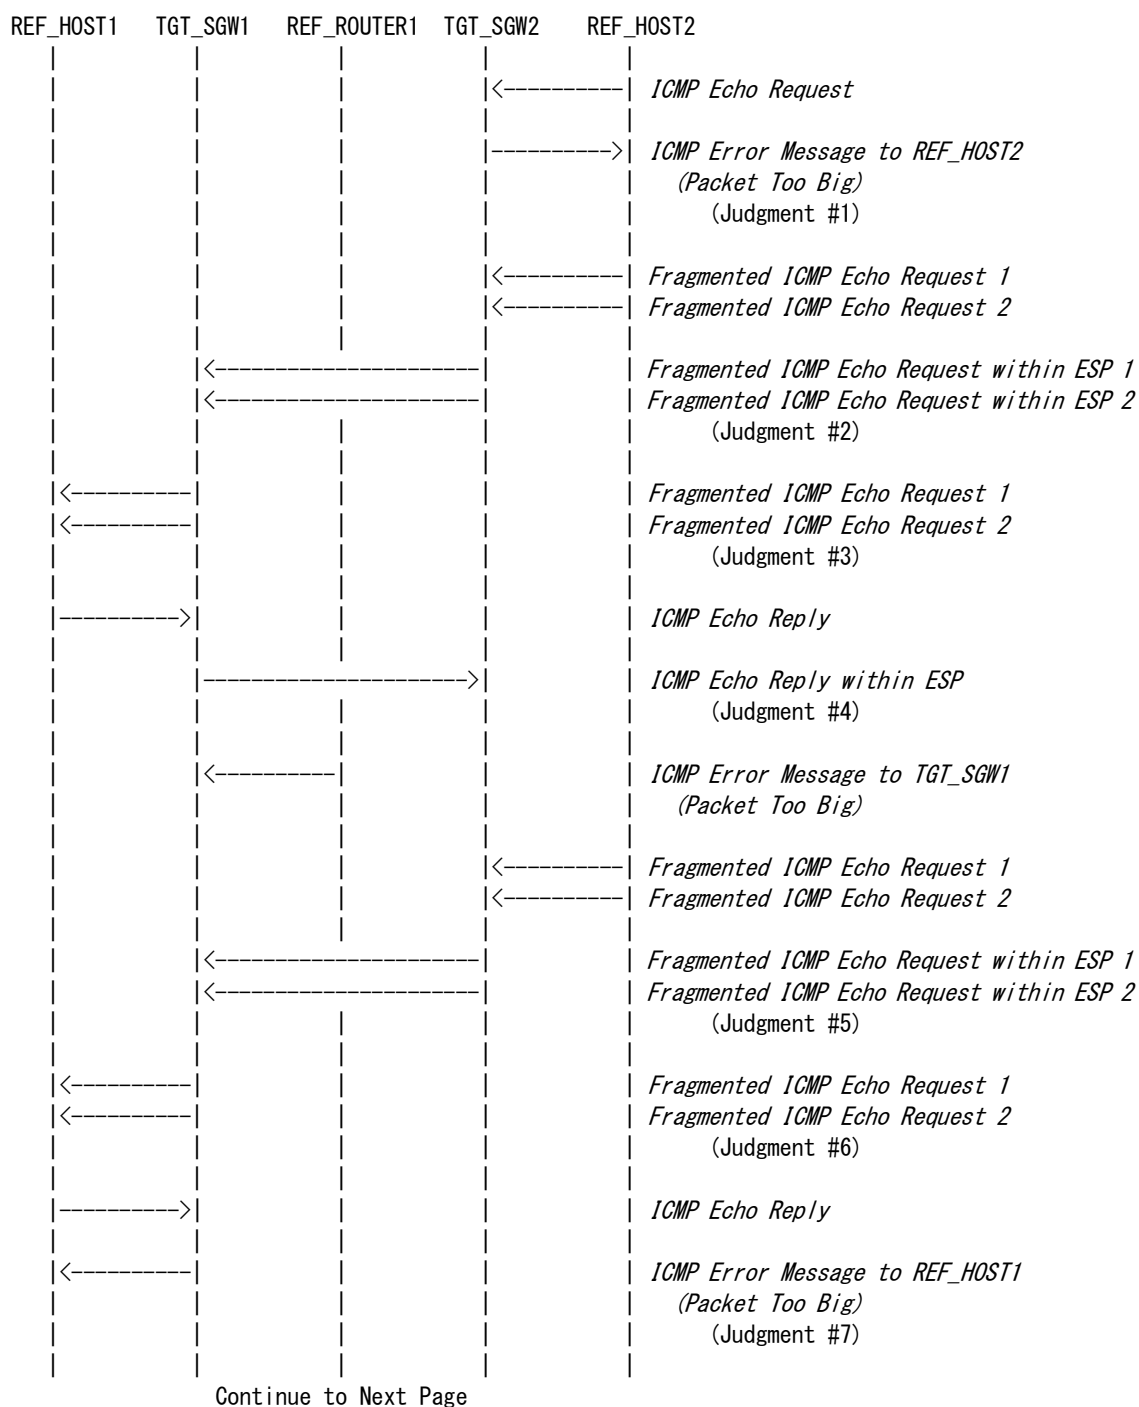 REF_HOST1 TGT_SGW1 REF_ROUTER1 TGT_SGW2 REF_HOST2
ICMP Echo Request
ICMP Error Message to REF_HOST2
(Packet Too Big)
(Judgment #1)
Fragmented ICMP Echo Request 1
Fragmented ICMP Echo Request 2
Fragmented ICMP Echo Request within ESP 1
Fragmented ICMP Echo Request within ESP 2
(Judgment #2)
Fragmented ICMP Echo Request 1
Fragmented ICMP Echo Request 2
(Judgment #3)
ICMP Echo Reply
ICMP Echo Reply within ESP
(Judgment #4)
ICMP Error Message to TGT_SGW1
(Packet Too Big)
Fragmented ICMP Echo Request 1
Fragmented ICMP Echo Request 2
Fragmented ICMP Echo Request within ESP 1
Fragmented ICMP Echo Request within ESP 2
(Judgment #5)
Fragmented ICMP Echo Request 1
Fragmented ICMP Echo Request 2
(Judgment #6)
ICMP Echo Reply
ICMP Error Message to REF_HOST1
(Packet Too Big)
(Judgment #7)
Continue to Next Page